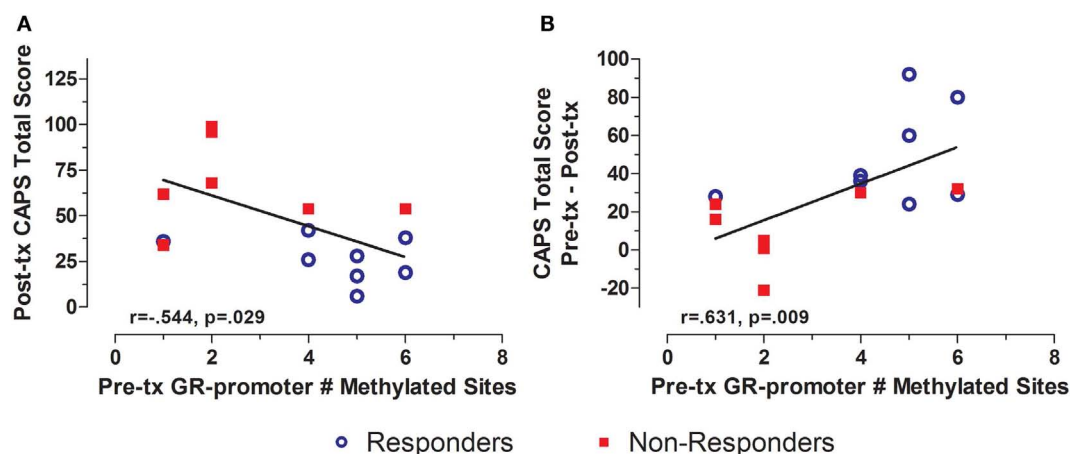 A
Post-tx CAPS Total Score
125
100
75
50
25
0
r=-.544, p=.029
0 2 4 6 8
Pre-tx GR-promoter # Methylated Sites
B
CAPS Total Score
Pre-tx - Post-tx
100
80
60
40
20
0
-20
r=.631, p=.009
0 2 4 6 8
Pre-tx GR-promoter # Methylated Sites
Responders Non-Responders